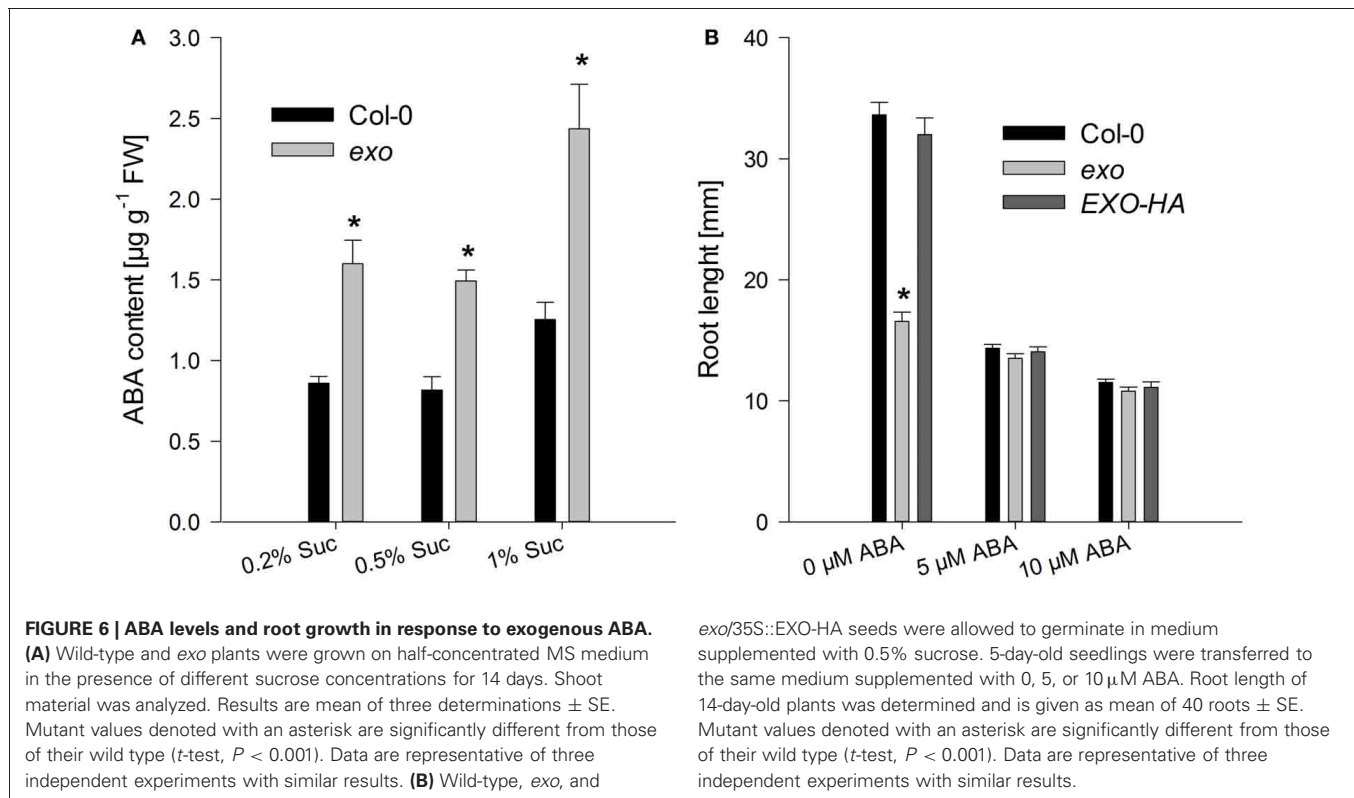 A
3.0
2.5
2.0
1.5
1.0
0.5
0.0
ABA content [µg g-1 FW]
Col-0
exo
*
*
*
0.2% Suc
0.5% Suc
1% Suc
B
40
30
20
10
0
Root lenght [mm]
Col-0
exo
EXO-HA
*
0 µM ABA
5 µM ABA
10 µM ABA
FIGURE 6 | ABA levels and root growth in response to exogenous ABA.
(A) Wild-type and exo plants were grown on half-concentrated MS medium
in the presence of different sucrose concentrations for 14 days. Shoot
material was analyzed. Results are mean of three determinations ± SE.
Mutant values denoted with an asterisk are significantly different from those
of their wild type (t-test, P < 0.001). Data are representative of three
independent experiments with similar results. (B) Wild-type, exo, and
exo/35S::EXO-HA seeds were allowed to germinate in medium
supplemented with 0.5% sucrose. 5-day-old seedlings were transferred to
the same medium supplemented with 0, 5, or 10 µM ABA. Root length of
14-day-old plants was determined and is given as mean of 40 roots ± SE.
Mutant values denoted with an asterisk are significantly different from those
of their wild type (t-test, P < 0.001). Data are representative of three
independent experiments with similar results.